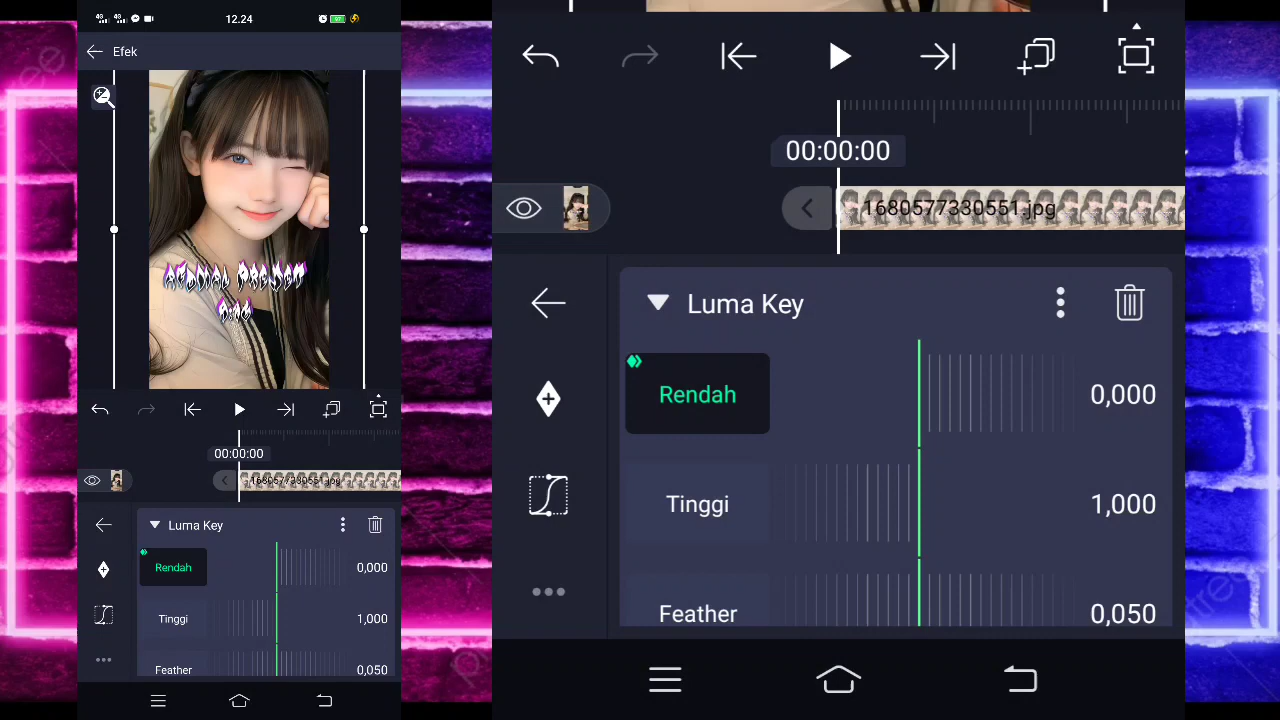 12.24
Efek
00:00:00
1680577330551.jpg
Luma Key
Rendah
0,000
Tinggi
1,000
Feather
0,050
00:00:00
1680577330551.jpg
Luma Key
Rendah
0,000
Tinggi
1,000
Feather
0,050